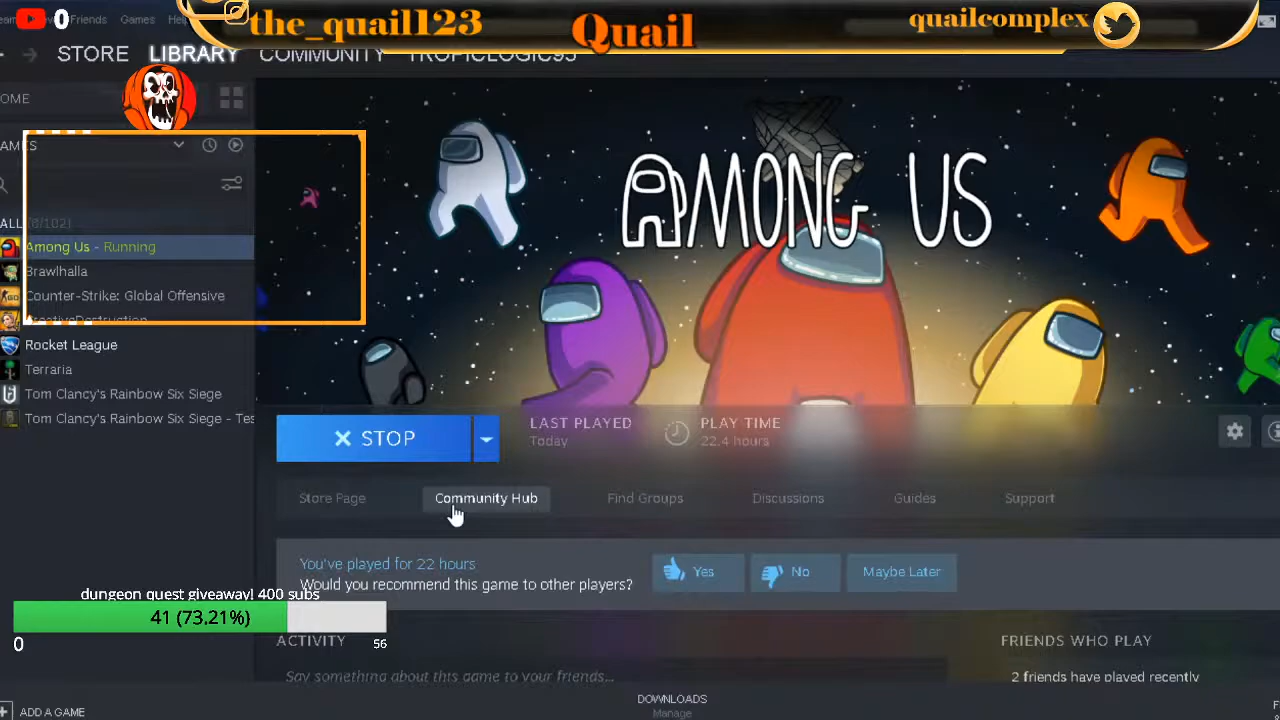 0
Friends
Games
the_quail123
Quail
quailcomplex
STORE
LIBRARY
COMMUNITY
TROPICLOGIC95
OME
AMES
ALL (8/102)
Among Us - Running
Brawlhalla
Counter-Strike: Global Offensive
CreativeDestruction
Rocket League
Terraria
Tom Clancy's Rainbow Six Siege
Tom Clancy's Rainbow Six Siege - Tes
AMONG US
STOP
LAST PLAYED
Today
PLAY TIME
22.4 hours
Store Page
Community Hub
Find Groups
Discussions
Guides
Support
You've played for 22 hours
Would you recommend this game to other players?
Yes
No
Maybe Later
dungeon quest giveaway! 400 subs
41 (73,21%)
0
56
ACTIVITY
Say something about this game to your friends...
FRIENDS WHO PLAY
2 friends have played recently
ADD A GAME
DOWNLOADS
Manage